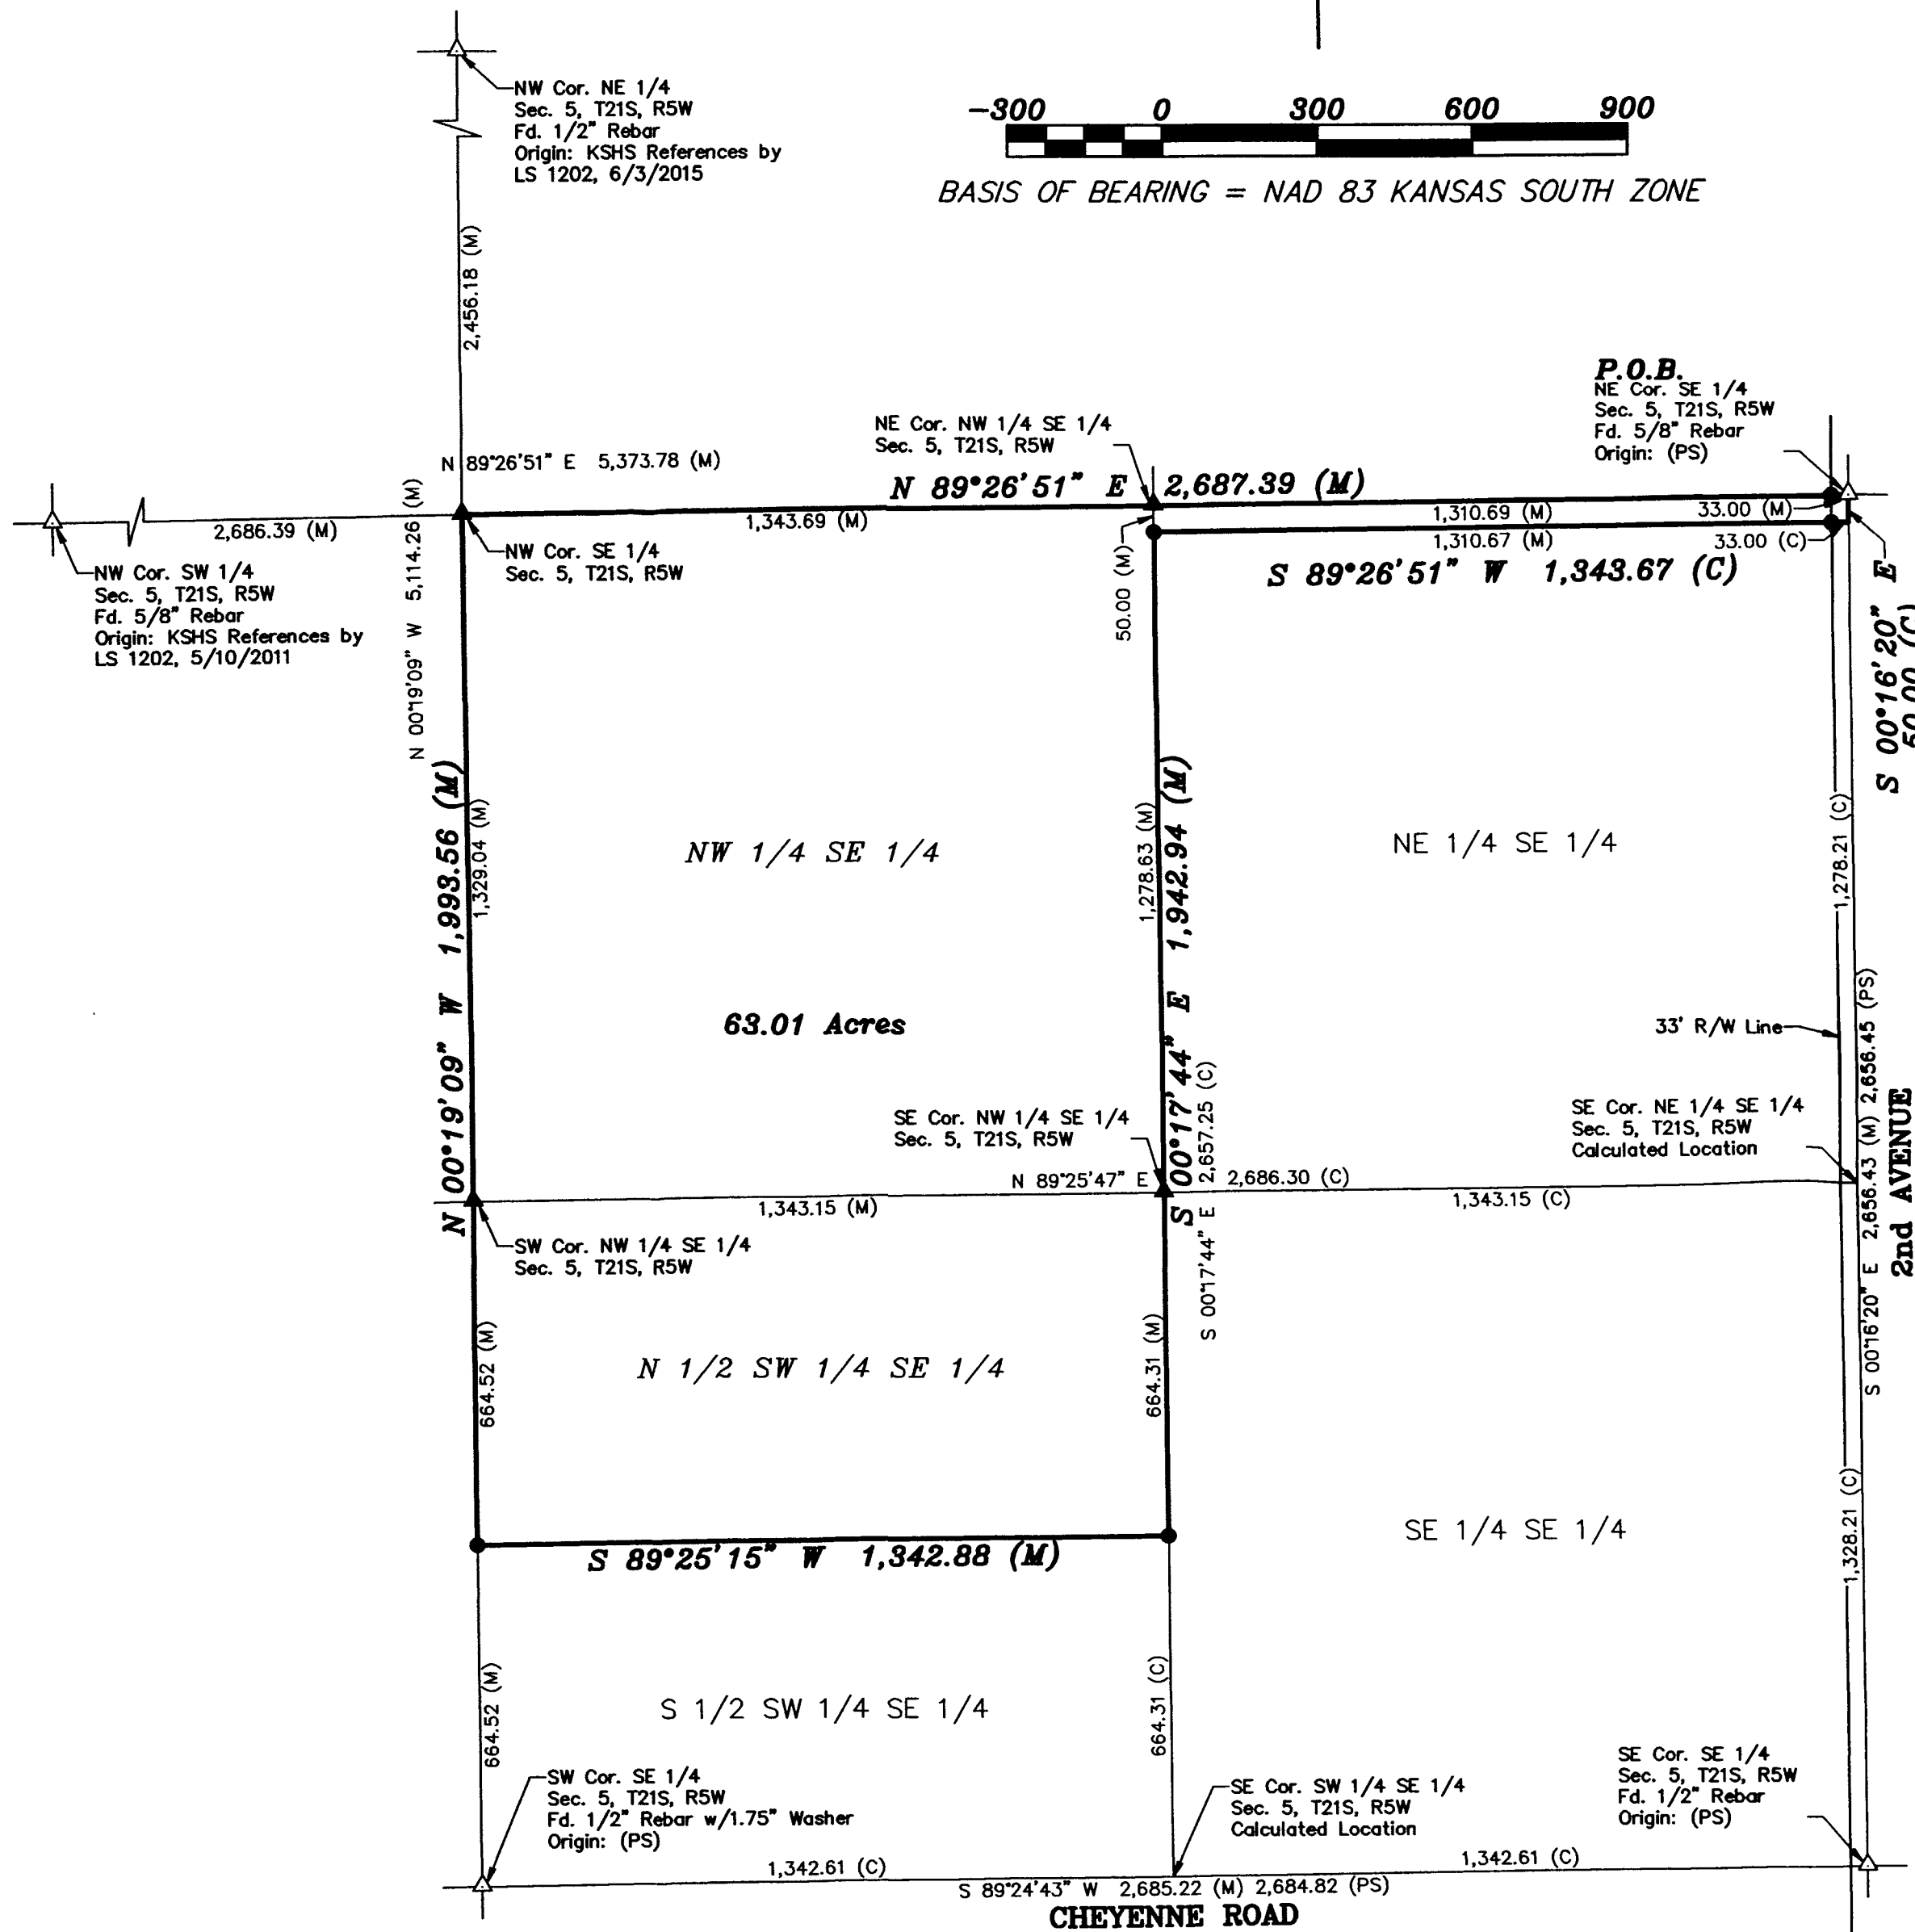 NW Cor. NE 1/4
Sec. 5, T21S, R5W
Fd. 1/2" Rebar
Origin: KSHS References by
LS 1202, 6/3/2015
-300 0 300 600 900
BASIS OF BEARING = NAD 83 KANSAS SOUTH ZONE
2,456.18 (M)
P.O.B.
NE Cor. SE 1/4
Sec. 5, T21S, R5W
Fd. 5/8" Rebar
Origin: (PS)
NE Cor. NW 1/4 SE 1/4
Sec. 5, T21S, R5W
N 89°26'51" E 5,373.78 (M)
N 89°26'51" E 2,687.39 (M)
2,686.39 (M)
1,343.69 (M)
1,310.69 (M)
33.00 (M)
1,310.67 (M)
33.00 (C)
S 89°26'51" W 1,343.67 (C)
NW Cor. SE 1/4
Sec. 5, T21S, R5W
NW Cor. SW 1/4
Sec. 5, T21S, R5W
Fd. 5/8" Rebar
Origin: KSHS References by
LS 1202, 5/10/2011
N 00°19'09" W 5,114.26 (M)
50.00 (M)
S 00°16'20" E
50.00 (C)
N 00°19'09" W 1,993.56 (M)
1,329.04 (M)
NW 1/4 SE 1/4
1,278.63 (M)
S 00°17'44" E 1,942.94 (M)
NE 1/4 SE 1/4
1,278.21 (C)
63.01 Acres
33' R/W Line
S 00°16'20" E 2,656.43 (M) 2,656.45 (PS)
2nd AVENUE
SE Cor. NW 1/4 SE 1/4
Sec. 5, T21S, R5W
S 00°17'44" E 2,657.25 (C)
SE Cor. NE 1/4 SE 1/4
Sec. 5, T21S, R5W
Calculated Location
N 89°25'47" E 2,686.30 (C)
1,343.15 (M)
1,343.15 (C)
SW Cor. NW 1/4 SE 1/4
Sec. 5, T21S, R5W
664.52 (M)
N 1/2 SW 1/4 SE 1/4
664.31 (M)
SE 1/4 SE 1/4
1,328.21 (C)
S 89°25'15" W 1,342.88 (M)
664.52 (M)
S 1/2 SW 1/4 SE 1/4
664.31 (C)
SW Cor. SE 1/4
Sec. 5, T21S, R5W
Fd. 1/2" Rebar w/1.75" Washer
Origin: (PS)
SE Cor. SW 1/4 SE 1/4
Sec. 5, T21S, R5W
Calculated Location
SE Cor. SE 1/4
Sec. 5, T21S, R5W
Fd. 1/2" Rebar
Origin: (PS)
1,342.61 (C)
1,342.61 (C)
S 89°24'43" W 2,685.22 (M) 2,684.82 (PS)
CHEYENNE ROAD